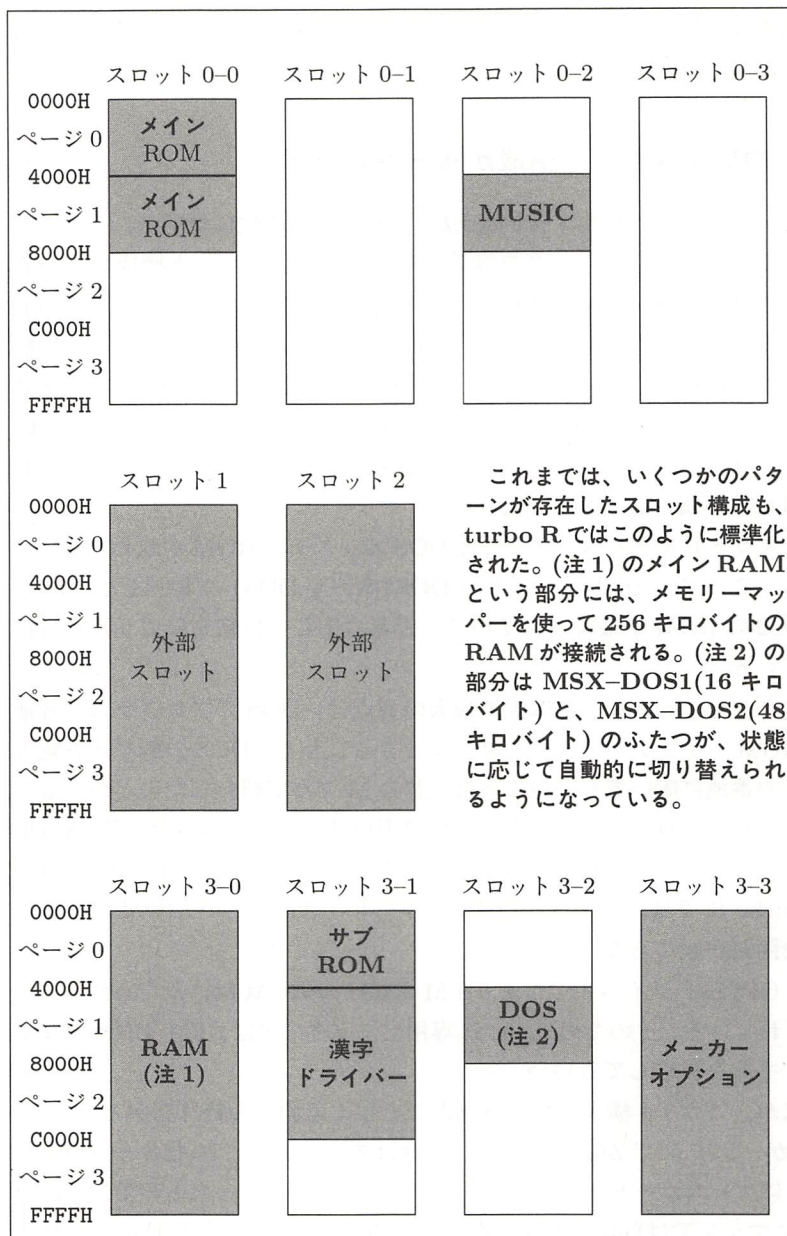 スロット 0–0 スロット 0–1 スロット 0–2 スロット 0–3
0000H
ページ 0
4000H
ページ 1
8000H
ページ 2
C000H
ページ 3
FFFFH
メイン
ROM
メイン
ROM
MUSIC
スロット 1 スロット 2
0000H
ページ 0
4000H
ページ 1
8000H
ページ 2
C000H
ページ 3
FFFFH
外部
スロット
外部
スロット
これまでは、いくつかのパタ
ーンが存在したスロット構成も、
turbo R ではこのように標準化
された。(注 1) のメイン RAM
という部分には、メモリーマッ
パーを使って 256 キロバイトの
RAM が接続される。(注 2) の
部分は MSX–DOS1(16 キロ
バイト) と、MSX–DOS2(48
キロバイト) のふたつが、状態
に応じて自動的に切り替えられ
るようになっている。
スロット 3–0 スロット 3–1 スロット 3–2 スロット 3–3
0000H
ページ 0
4000H
ページ 1
8000H
ページ 2
C000H
ページ 3
FFFFH
RAM
(注 1)
サブ
ROM
漢字
ドライバー
DOS
(注 2)
メーカー
オプション